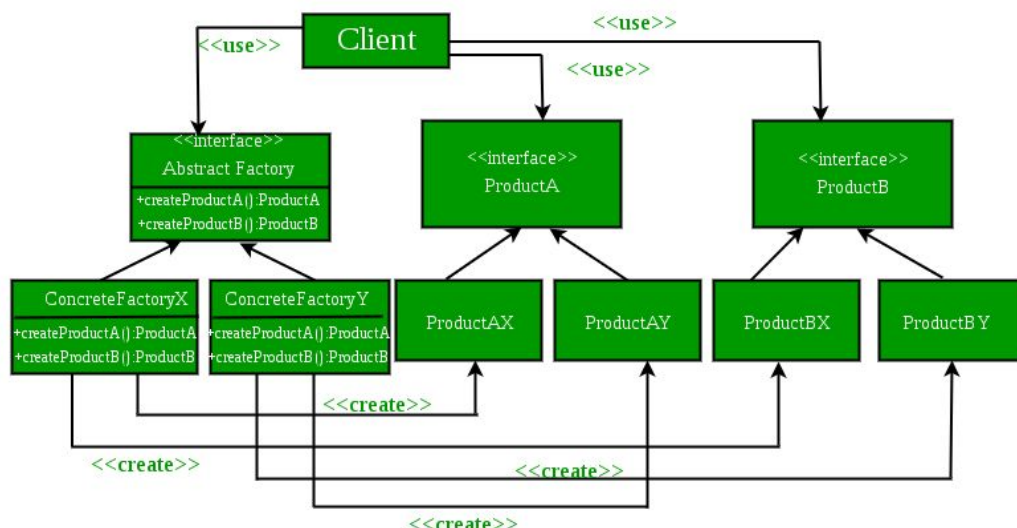 Client
<<use>>
<<use>>
<<use>>
<<interface>>
Abstract Factory
+createProductA():ProductA
+createProductB():ProductB
<<interface>>
ProductA
<<interface>>
ProductB
ConcreteFactoryX
+createProductA():ProductA
+createProductB():ProductB
ConcreteFactoryY
+createProductA():ProductA
+createProductB():ProductB
ProductAX
ProductAY
ProductBX
ProductBY
<<create>>
<<create>>
<<create>>
<<create>>